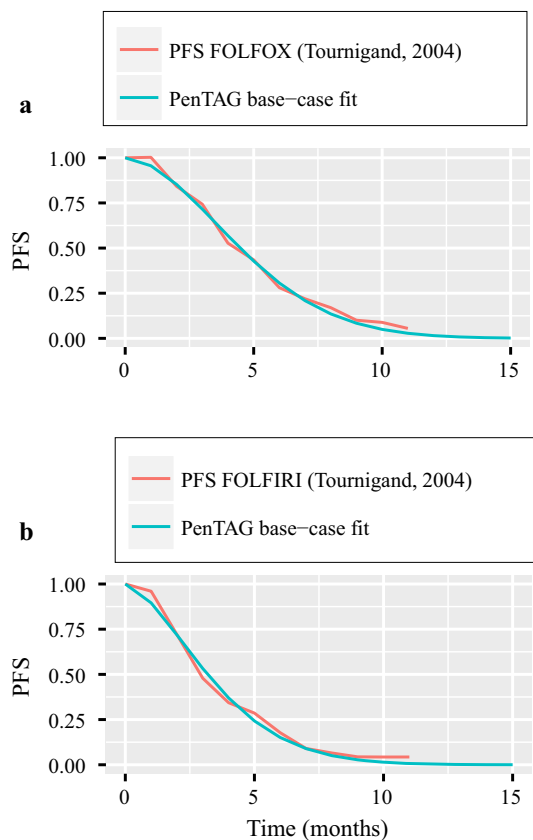 PFS FOLFOX (Tournigand, 2004)
PenTAG base−case fit
a
1.00
0.75
0.50
0.25
0.00
PFS
0 5 10 15
PFS FOLFIRI (Tournigand, 2004)
PenTAG base−case fit
b
1.00
0.75
0.50
0.25
0.00
PFS
0 5 10 15
Time (months)